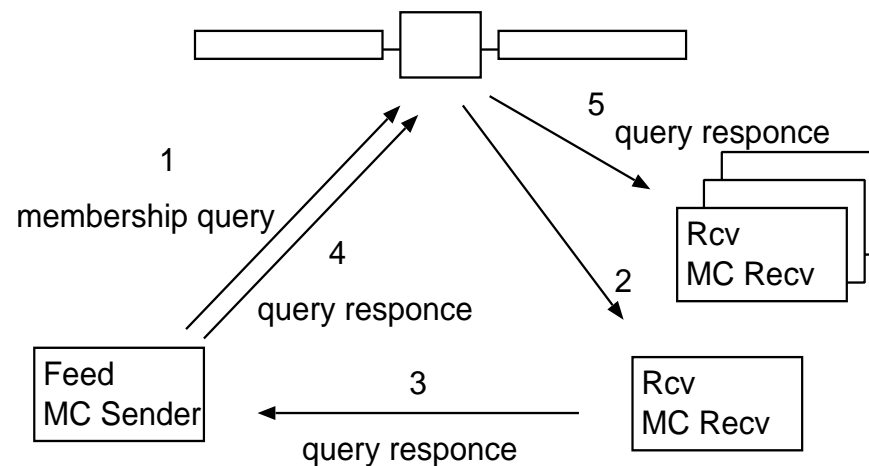 5
query responce
1
membership query
4
query responce
2
Rcv
MC Recv
Feed
MC Sender
3
query responce
Rcv
MC Recv